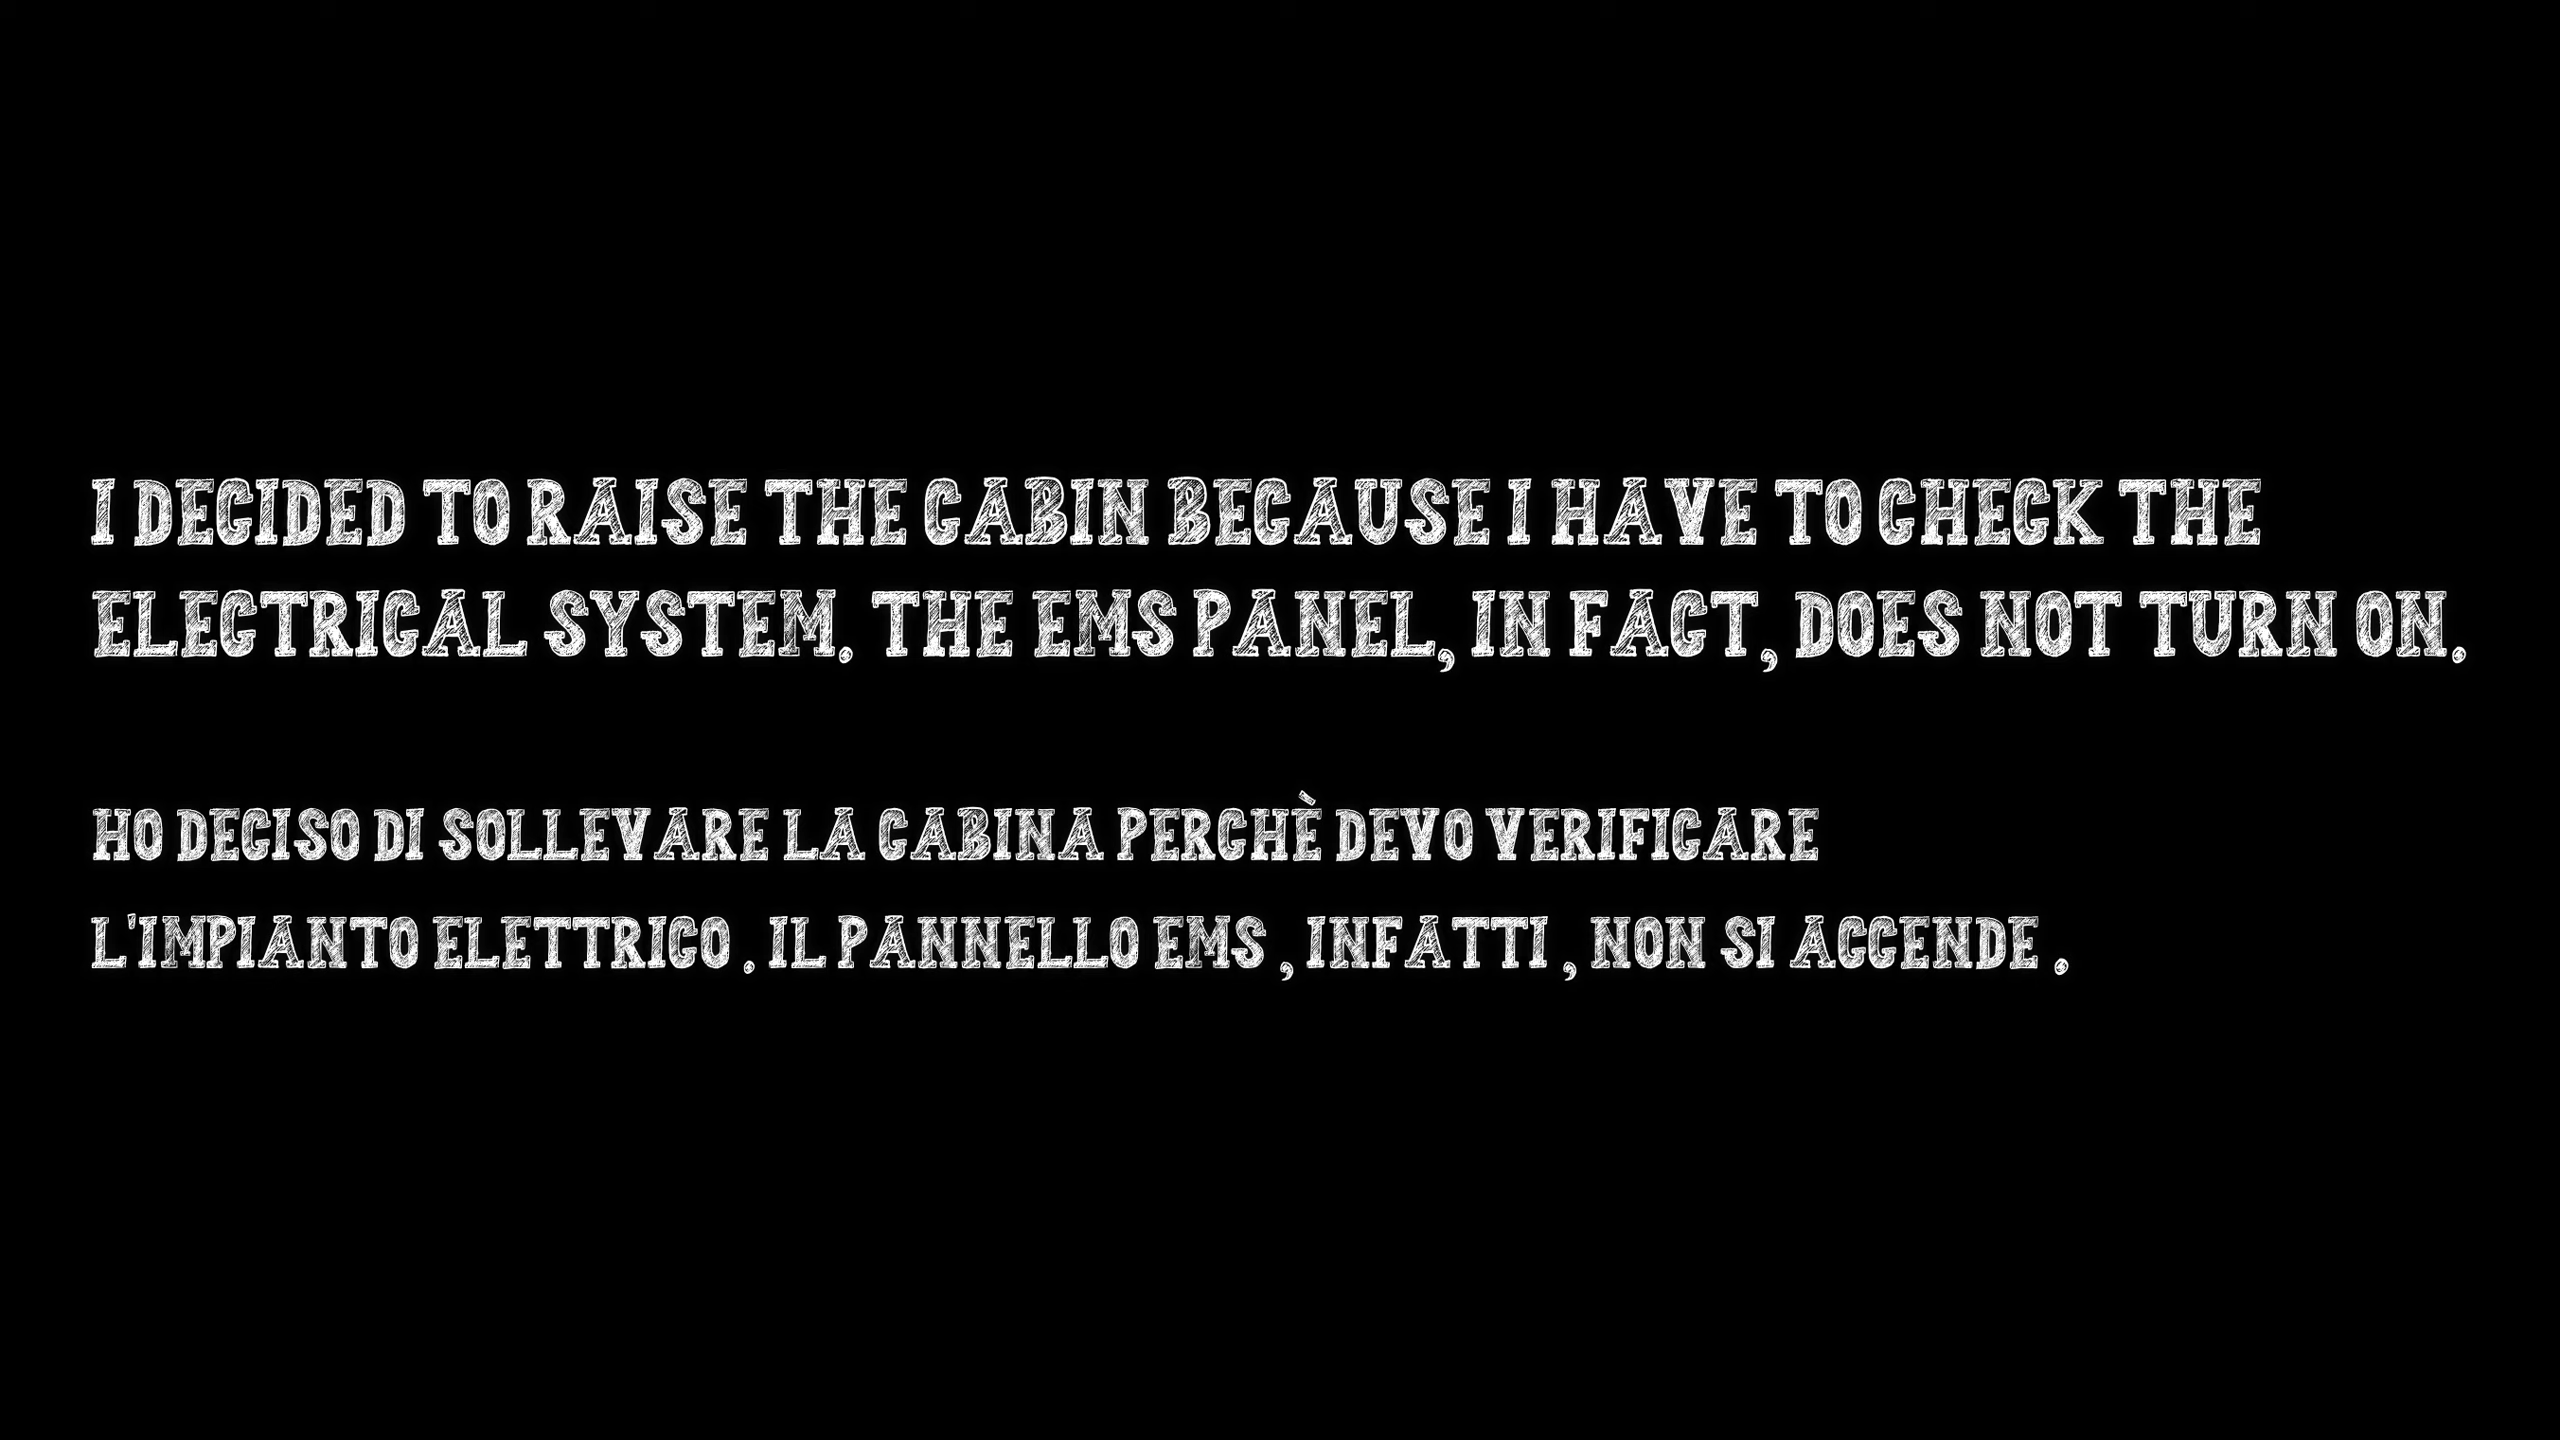 I DECIDED TO RAISE THE CABIN BECAUSE I HAVE TO CHECK THE
ELECTRICAL SYSTEM. THE EMS PANEL, IN FACT, DOES NOT TURN ON.
HO DECISO DI SOLLEVARE LA CABINA PERCHÈ DEVO VERIFICARE
L'IMPIANTO ELETTRICO . IL PANNELLO EMS , INFATTI , NON SI ACCENDE .